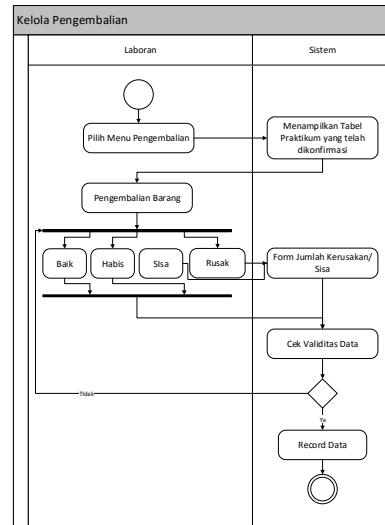 Kelola Pengembalian
Laboran
Sistem
Pilih Menu Pengembalian
Menampilkan Tabel
Praktikum yang telah
dikonfirmasi
Pengembalian Barang
Baik
Habis
SIsa
Rusak
Form Jumlah Kerusakan/
Sisa
Cek Validitas Data
Tidak
Ya
Record Data